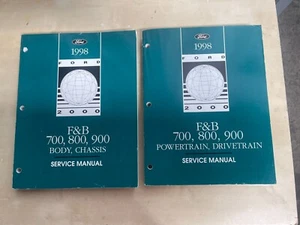 Ford
1998
FORD
2000
F&B
700, 800, 900
BODY, CHASSIS
SERVICE MANUAL
Ford
1998
FORD
2000
F&B
700, 800, 900
POWERTRAIN, DRIVETRAIN
SERVICE MANUAL